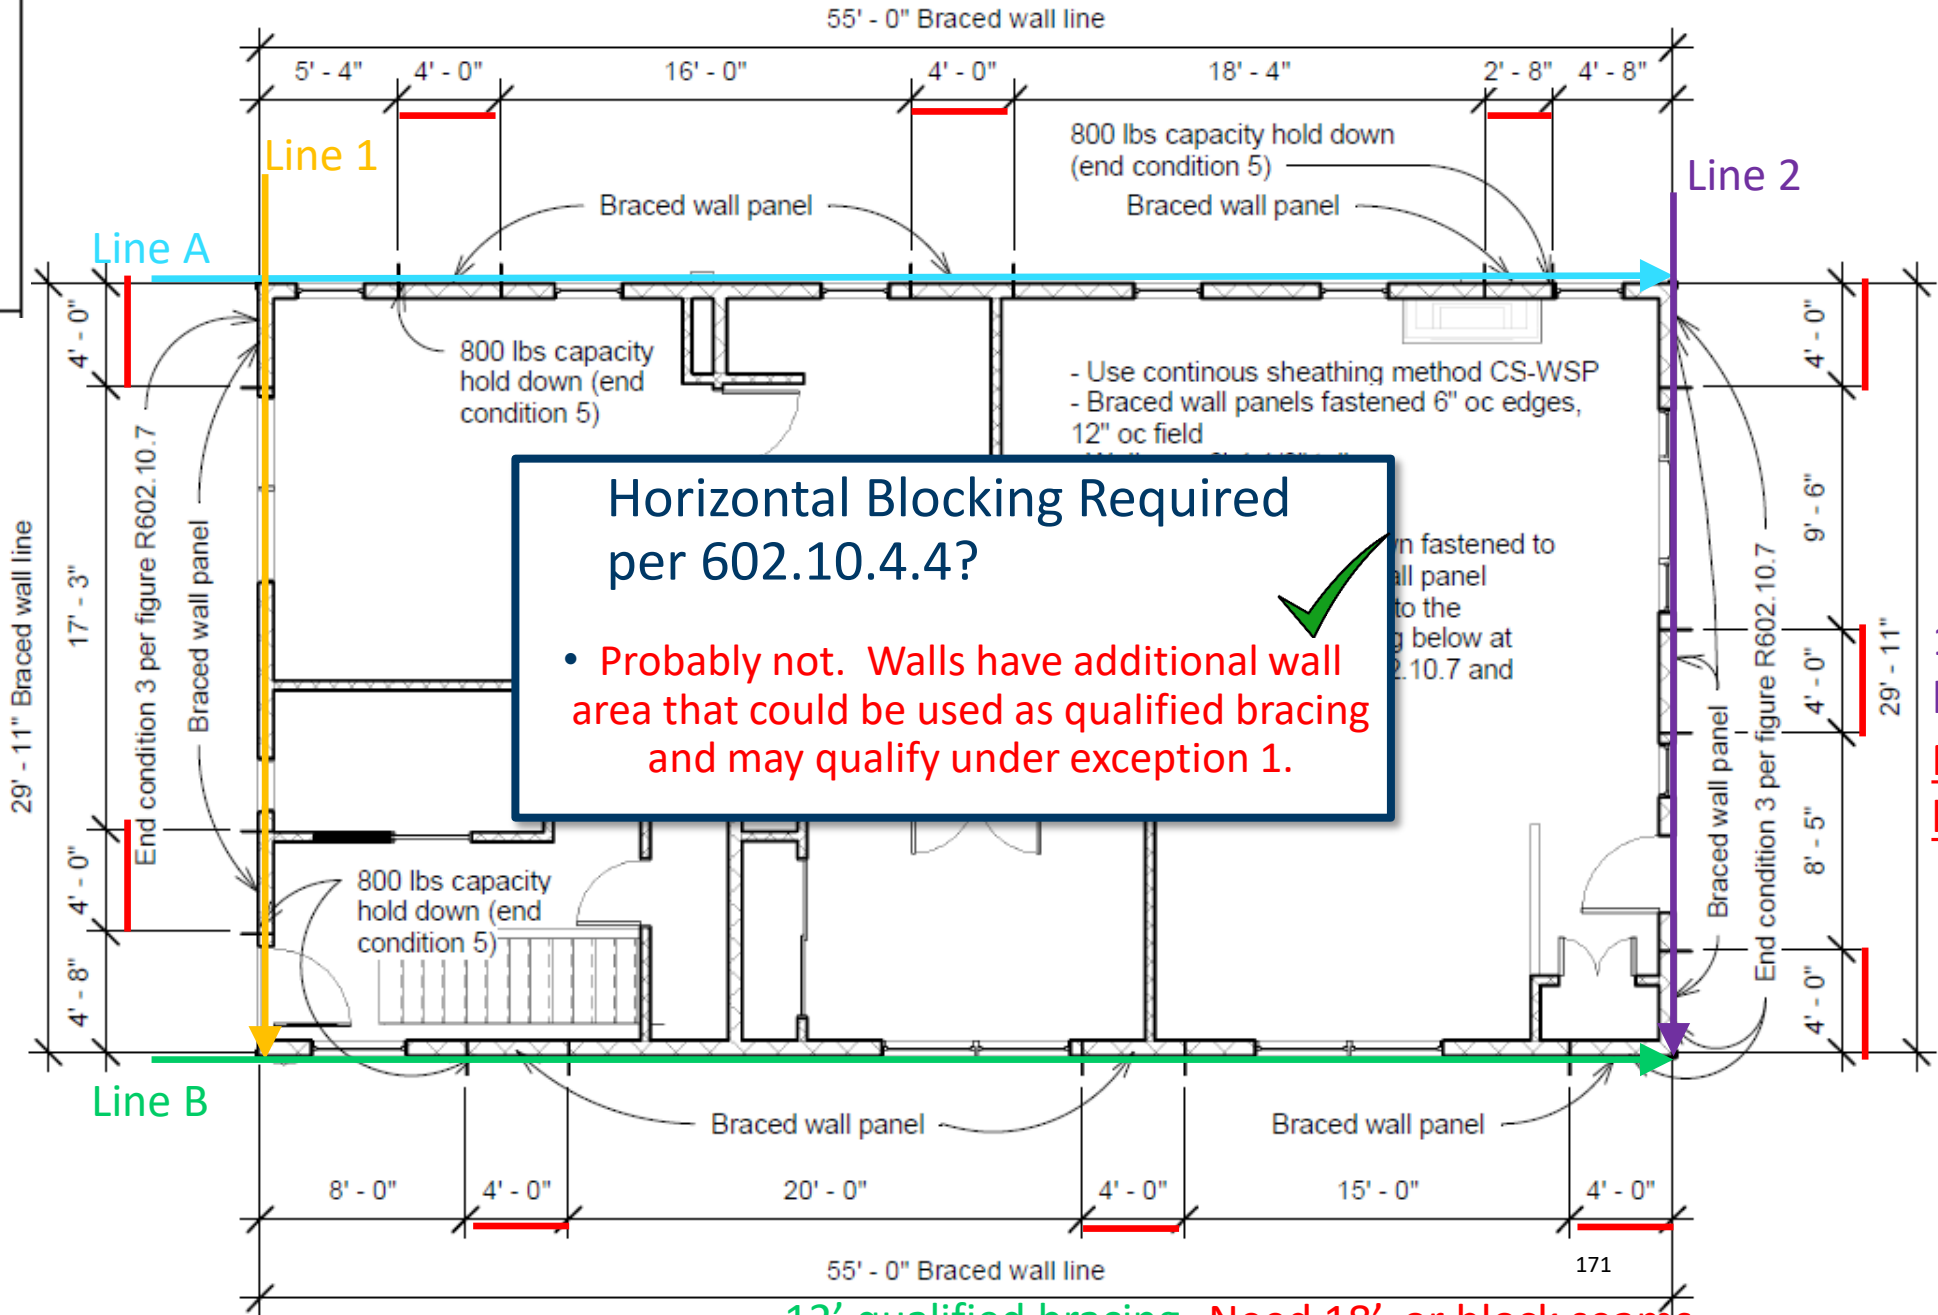 55' - 0" Braced wall line
5' - 4" 4' - 0" 16' - 0" 4' - 0" 18' - 4" 2' - 8" 4' - 8"
800 lbs capacity hold down
(end condition 5)
Line 1
Line 2
Braced wall panel
Braced wall panel
Line A
4' - 0"
4' - 0"
800 lbs capacity
hold down (end
condition 5)
- Use continous sheathing method CS-WSP
- Braced wall panels fastened 6" oc edges,
12" oc field
Horizontal Blocking Required
per 602.10.4.4?
• Probably not. Walls have additional wall
area that could be used as qualified bracing
and may qualify under exception 1.
fastened to
panel
to the
below at
.10.7 and
29' - 11" Braced wall line
17' - 3"
End condition 3 per figure R602.10.7
Braced wall panel
9' - 6"
4' - 0"
29' - 11"
End condition 3 per figure R602.10.7
Braced wall panel
8' - 5"
4' - 0"
4' - 0"
4' - 8"
800 lbs capacity
hold down (end
condition 5)
Line B
Braced wall panel
Braced wall panel
8' - 0" 4' - 0" 20' - 0" 4' - 0" 15' - 0" 4' - 0"
55' - 0" Braced wall line
171
12' qualified bracing Need 18' or block seams